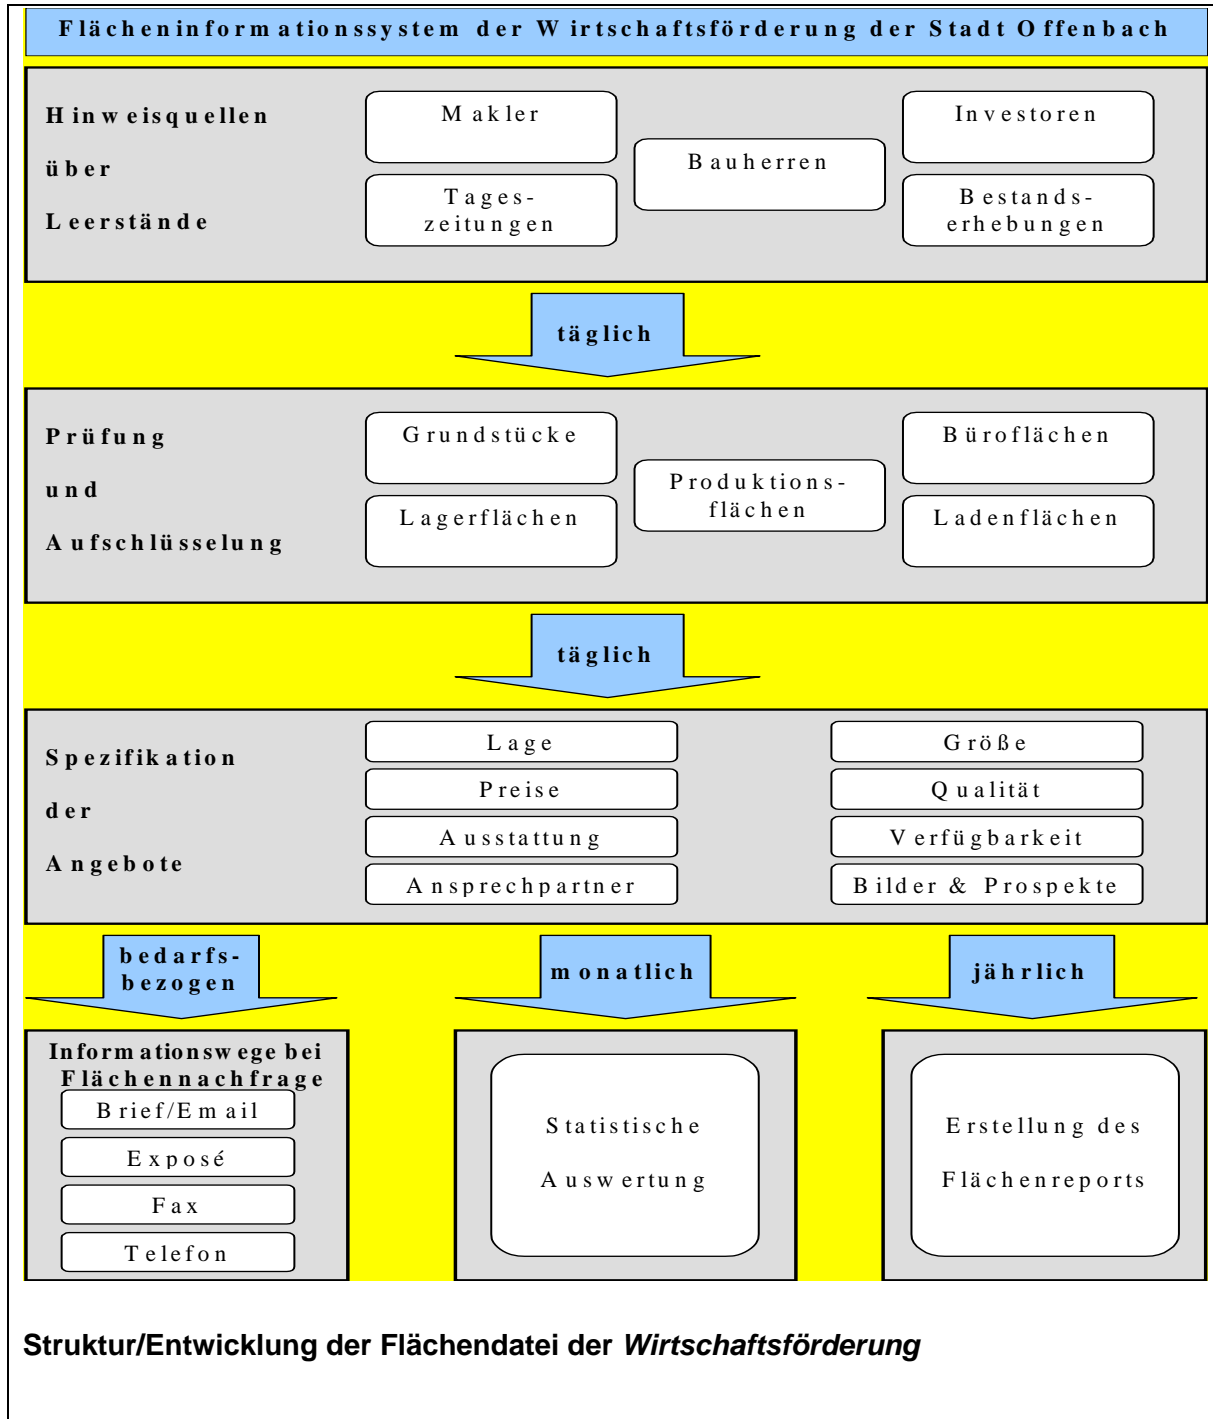 Flächeninformationssystem der Wirtschaftsförderung der Stadt Offenbach
Hinweisquellen
über
Leerstände
Makler
Tages-
zeitungen
Bauherren
Investoren
Bestands-
erhebungen
täglich
Prüfung
und
Aufschlüsselung
Grundstücke
Lagerflächen
Produktions-
flächen
Büroflächen
Ladenflächen
täglich
Spezifikation
der
Angebote
Lage
Preise
Ausstattung
Ansprechpartner
Größe
Qualität
Verfügbarkeit
Bilder & Prospekte
bedarfs-
bezogen
monatlich
jährlich
Informationswege bei
Flächennachfrage
Brief/Email
Exposé
Fax
Telefon
Statistische
Auswertung
Erstellung des
Flächenreports
Struktur/Entwicklung der Flächendatei der Wirtschaftsförderung